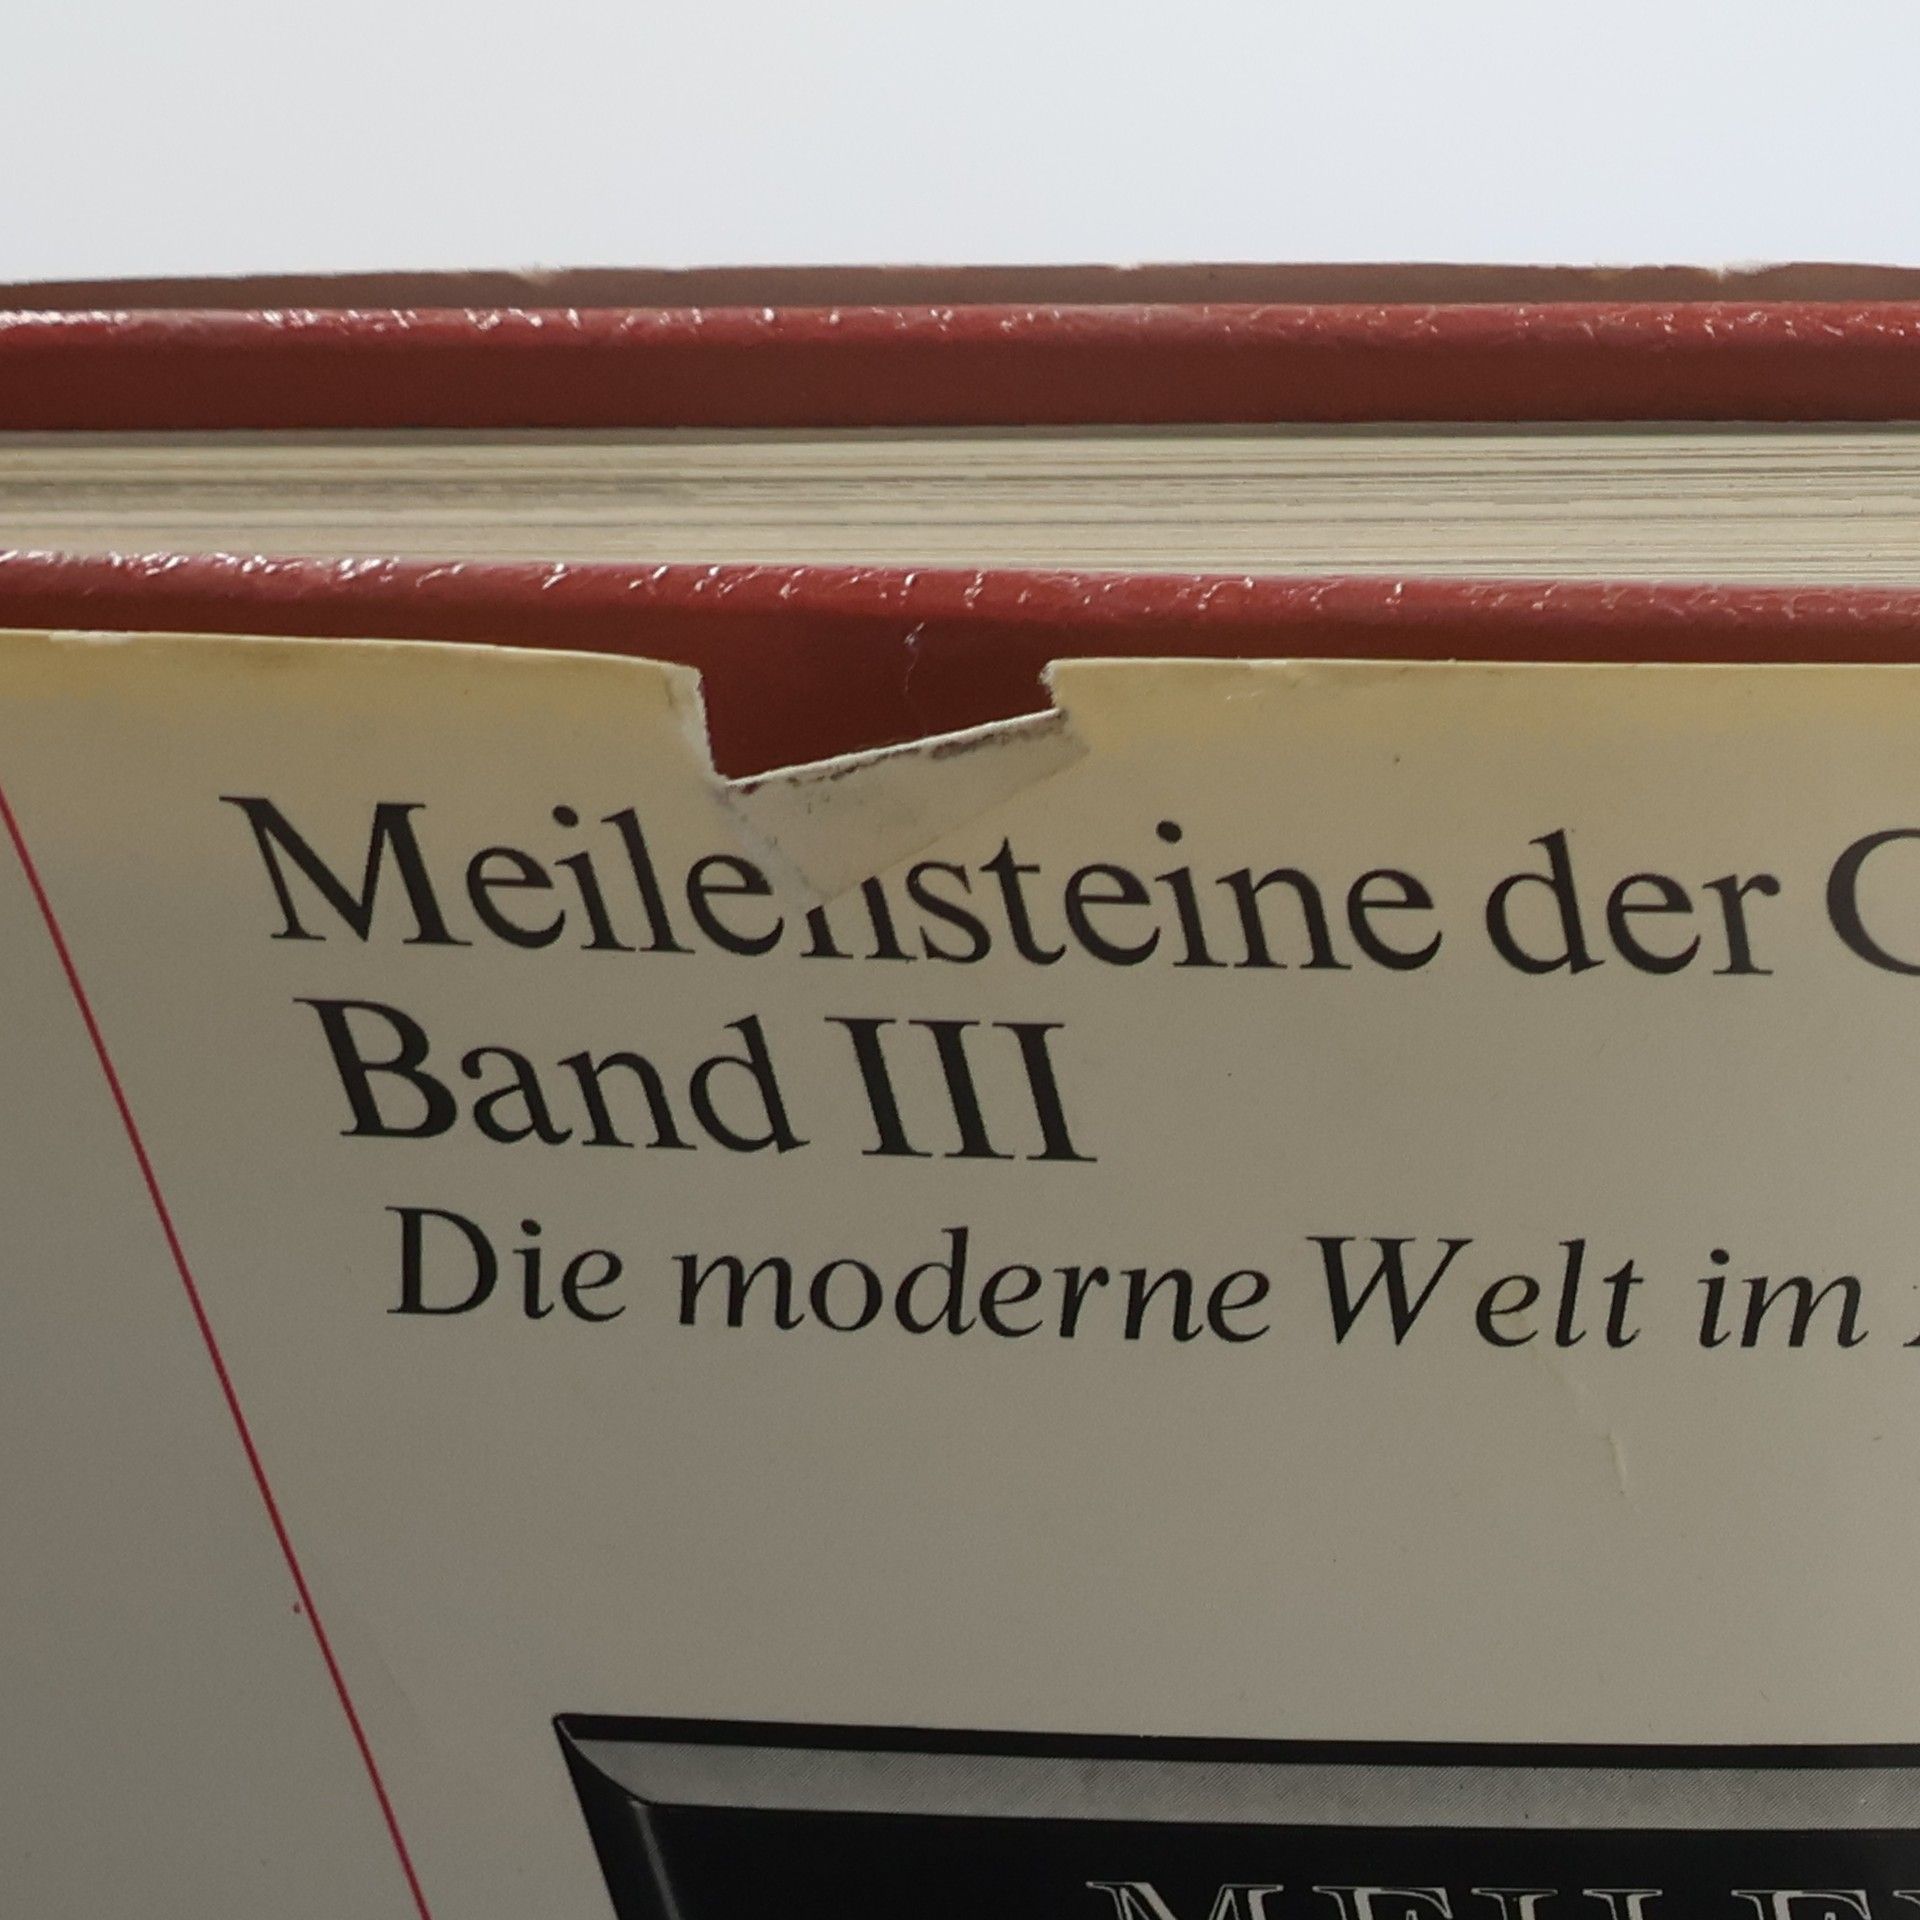 Meilensteine der
Band III
Die moderne Welt im